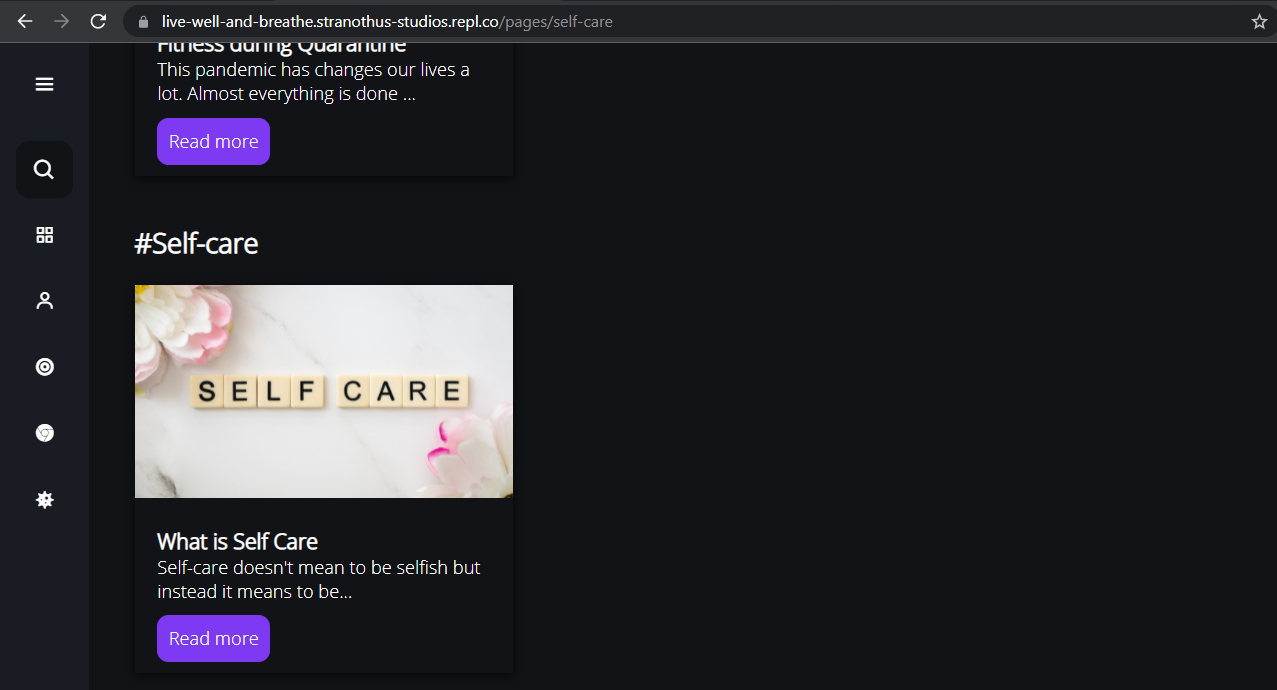 live-well-and-breathe.stranothus-studios.repl.co/pages/self-care
Fitness during Quarantine
This pandemic has changes our lives a
lot. Almost everything is done ...
Read more
#Self-care
SELF CARE
What is Self Care
Self-care doesn't mean to be selfish but
instead it means to be...
Read more